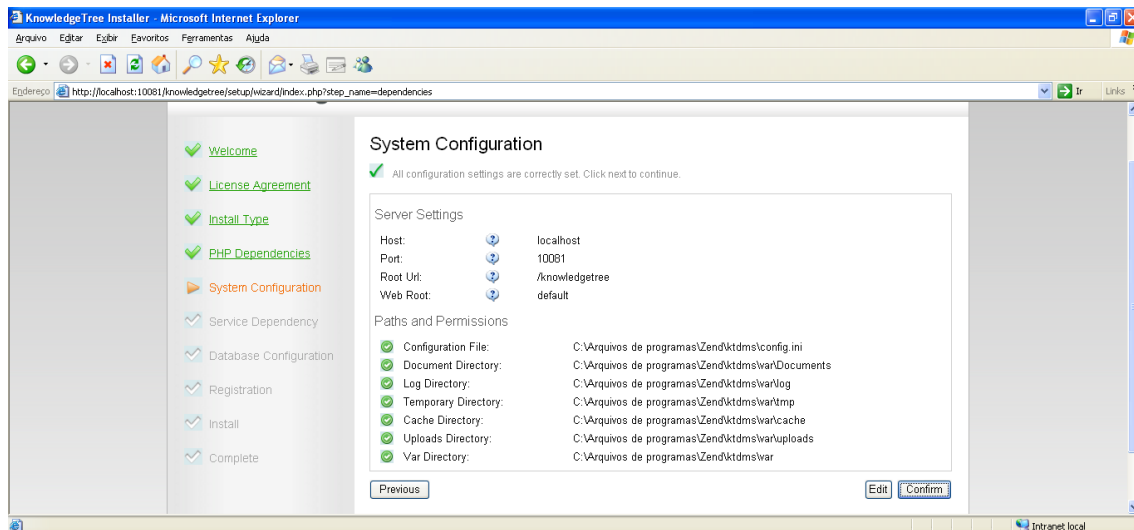 KnowledgeTree Installer - Microsoft Internet Explorer
Arquivo Editar Exibir Favoritos Ferramentas Ajuda
Endereço http://localhost:10081/knowledgetree/setup/wizard/index.php?step_name=dependencies Ir Links
Welcome
License Agreement
Install Type
PHP Dependencies
System Configuration
Service Dependency
Database Configuration
Registration
Install
Complete
System Configuration
All configuration settings are correctly set. Click next to continue.
Server Settings
Host: localhost
Port: 10081
Root Url: /knowledgetree
Web Root: default
Paths and Permissions
Configuration File: C:\Arquivos de programas\Zend\ktdms\config.ini
Document Directory: C:\Arquivos de programas\Zend\ktdms\var\Documents
Log Directory: C:\Arquivos de programas\Zend\ktdms\var\log
Temporary Directory: C:\Arquivos de programas\Zend\ktdms\var\tmp
Cache Directory: C:\Arquivos de programas\Zend\ktdms\var\cache
Uploads Directory: C:\Arquivos de programas\Zend\ktdms\var\uploads
Var Directory: C:\Arquivos de programas\Zend\ktdms\var
Previous Edit Confirm
Intranet local